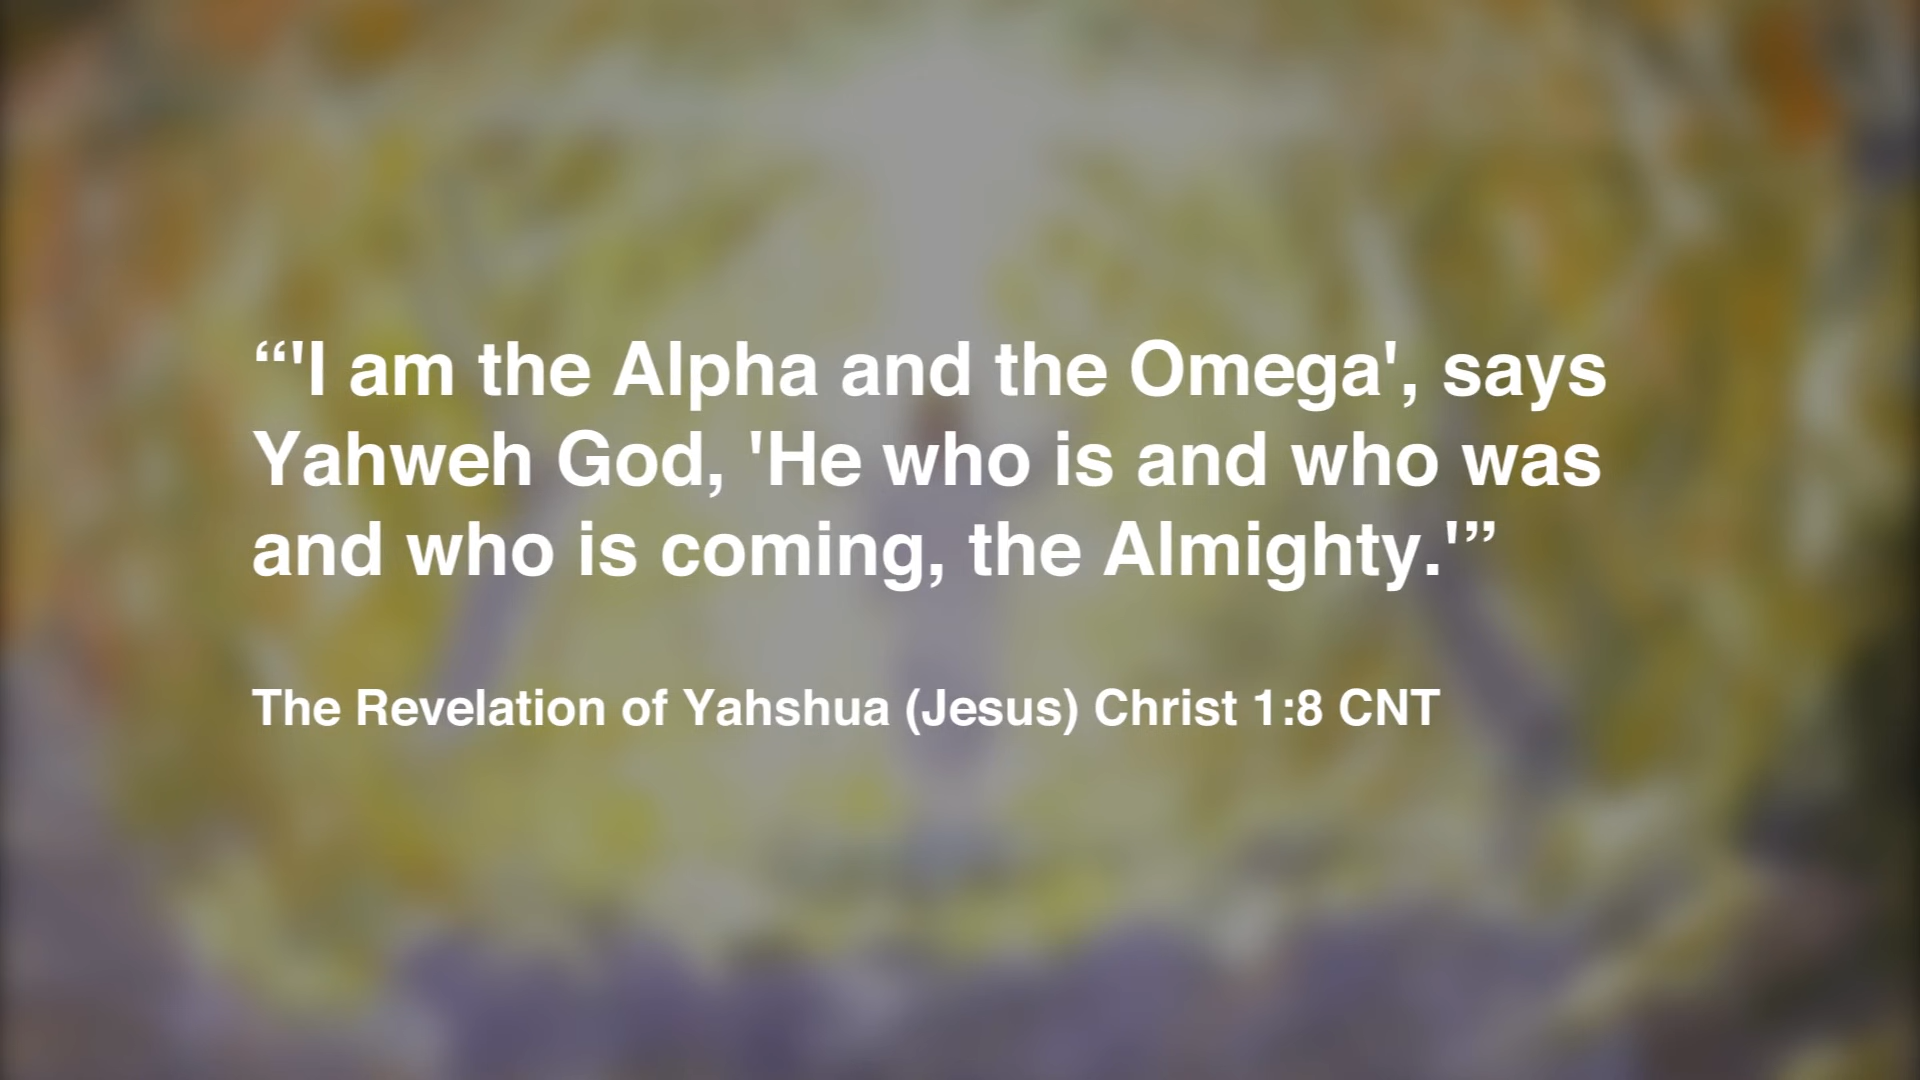 “'I am the Alpha and the Omega', says
Yahweh God, 'He who is and who was
and who is coming, the Almighty.'”
The Revelation of Yahshua (Jesus) Christ 1:8 CNT